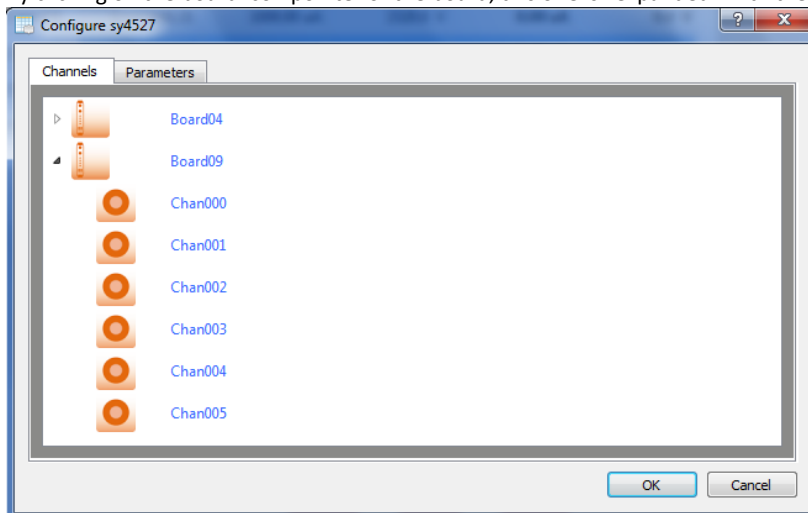 Configure sy4527
Channels Parameters
Board04
Board09
Chan000
Chan001
Chan002
Chan003
Chan004
Chan005
OK Cancel